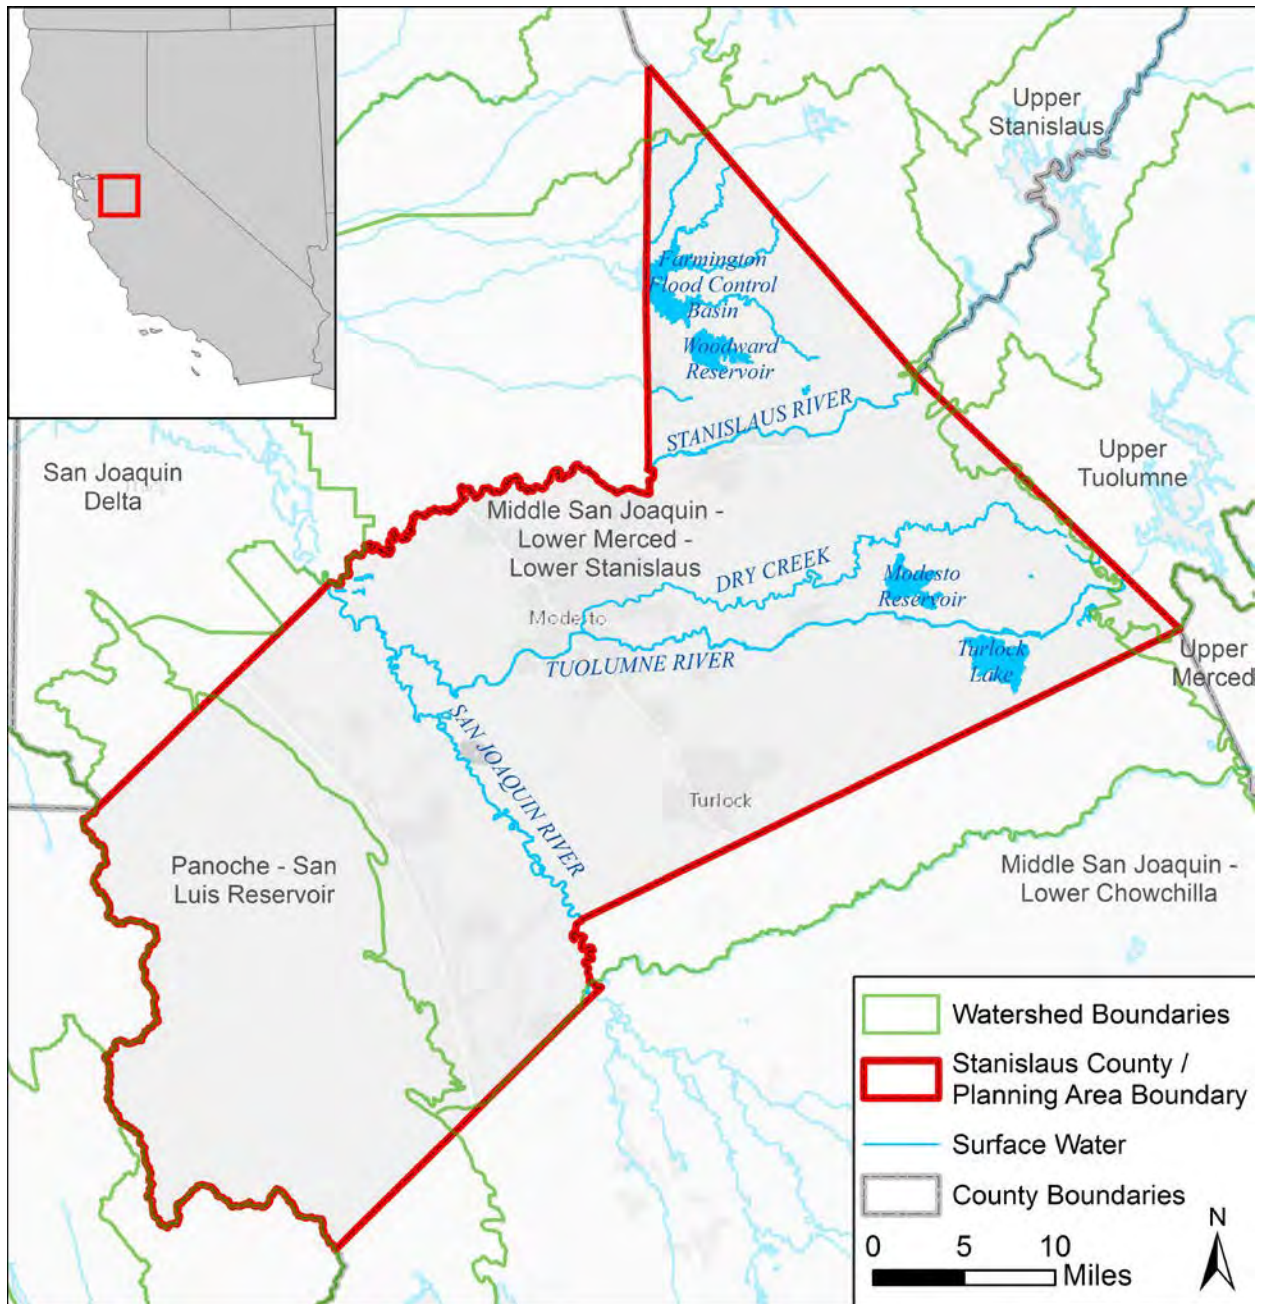 Upper
Stanislaus
Farmington
Flood Control
Basin
Woodward
Reservoir
STANISLAUS RIVER
San Joaquin
Delta
Upper
Tuolumne
Middle San Joaquin -
Lower Merced -
Lower Stanislaus
DRY CREEK
Modesto
Reservoir
Modesto
TUOLUMNE RIVER
Turlock
Lake
Upper
Merced
SAN JOAQUIN RIVER
Turlock
Panoche - San
Luis Reservoir
Middle San Joaquin -
Lower Chowchilla
Watershed Boundaries
Stanislaus County /
Planning Area Boundary
Surface Water
County Boundaries
N
0 5 10
Miles